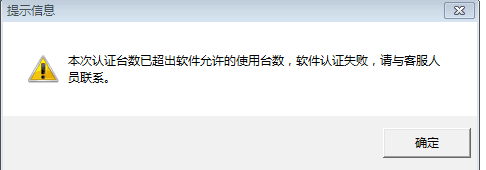 提示信息
本次认证台数已超出软件允许的使用台数，软件认证失败，请与客服人
员联系。
确定